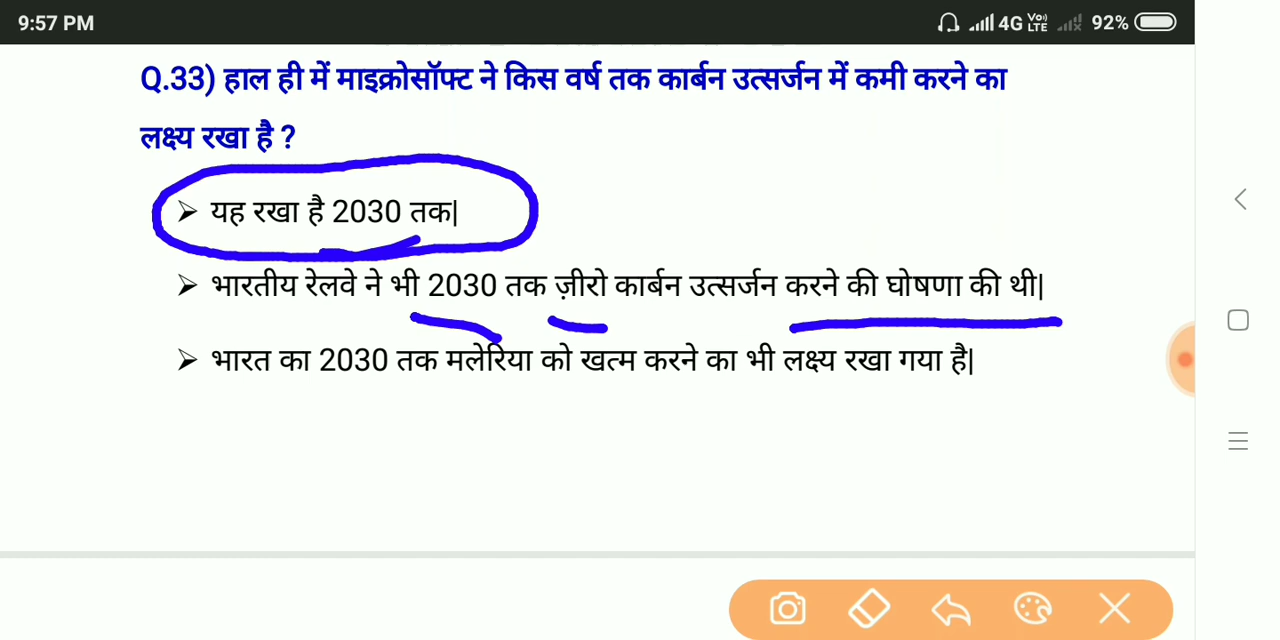 9:57 PM 4G Vo)) LTE 92%
Q.33) हाल ही में माइक्रोसॉफ्ट ने किस वर्ष तक कार्बन उत्सर्जन में कमी करने का
लक्ष्य रखा है ?
➢ यह रखा है 2030 तक|
➢ भारतीय रेलवे ने भी 2030 तक ज़ीरो कार्बन उत्सर्जन करने की घोषणा की थी|
➢ भारत का 2030 तक मलेरिया को खत्म करने का भी लक्ष्य रखा गया है|